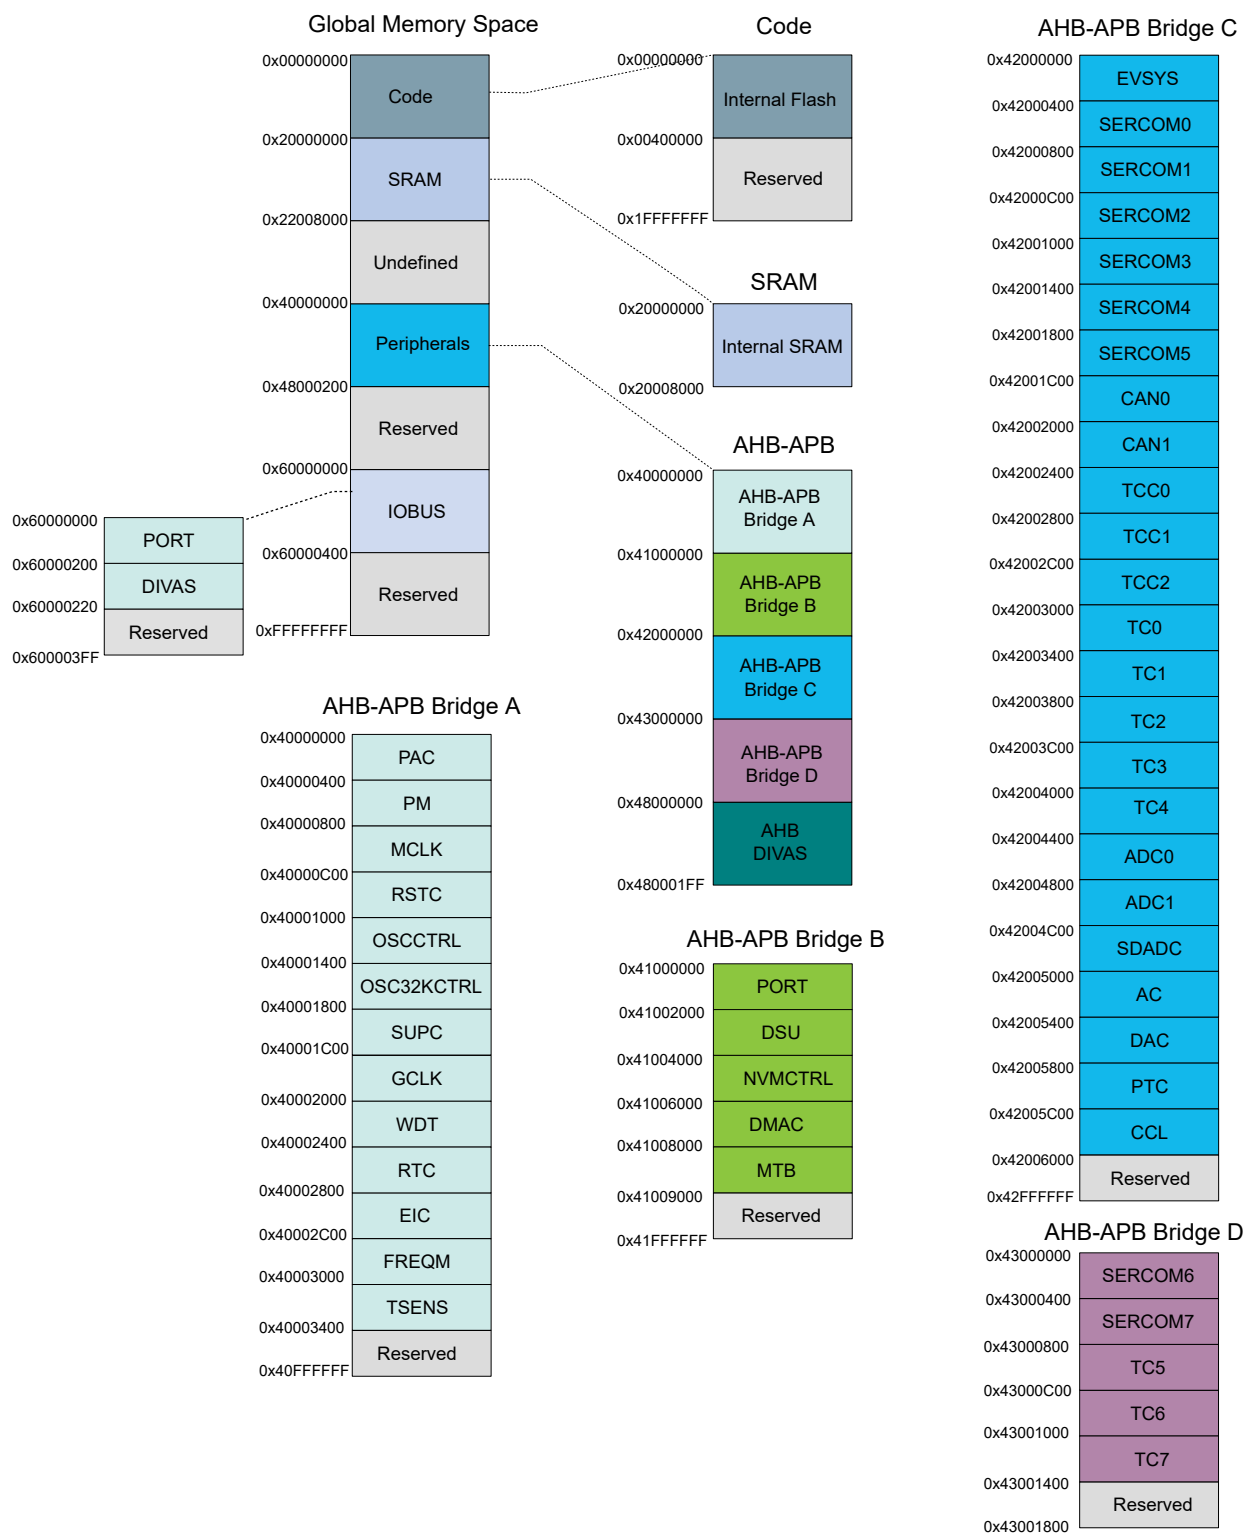 Global Memory Space
0x00000000
Code
0x20000000
SRAM
0x22008000
Undefined
0x40000000
Peripherals
0x48000200
Reserved
0x60000000
IOBUS
0x60000400
Reserved
0xFFFFFFFF
0x60000000
PORT
0x60000200
DIVAS
0x60000220
Reserved
0x600003FF
Code
0x00000000
Internal Flash
0x00400000
Reserved
0x1FFFFFFF
SRAM
0x20000000
Internal SRAM
0x20008000
AHB-APB
0x40000000
AHB-APB
Bridge A
0x41000000
AHB-APB
Bridge B
0x42000000
AHB-APB
Bridge C
0x43000000
AHB-APB
Bridge D
0x48000000
AHB
DIVAS
0x480001FF
AHB-APB Bridge A
0x40000000
PAC
0x40000400
PM
0x40000800
MCLK
0x40000C00
RSTC
0x40001000
OSCCTRL
0x40001400
OSC32KCTRL
0x40001800
SUPC
0x40001C00
GCLK
0x40002000
WDT
0x40002400
RTC
0x40002800
EIC
0x40002C00
FREQM
0x40003000
TSENS
0x40003400
Reserved
0x40FFFFFF
AHB-APB Bridge B
0x41000000
PORT
0x41002000
DSU
0x41004000
NVMCTRL
0x41006000
DMAC
0x41008000
MTB
0x41009000
Reserved
0x41FFFFFF
AHB-APB Bridge C
0x42000000
EVSYS
0x42000400
SERCOM0
0x42000800
SERCOM1
0x42000C00
SERCOM2
0x42001000
SERCOM3
0x42001400
SERCOM4
0x42001800
SERCOM5
0x42001C00
CAN0
0x42002000
CAN1
0x42002400
TCC0
0x42002800
TCC1
0x42002C00
TCC2
0x42003000
TC0
0x42003400
TC1
0x42003800
TC2
0x42003C00
TC3
0x42004000
TC4
0x42004400
ADC0
0x42004800
ADC1
0x42004C00
SDADC
0x42005000
AC
0x42005400
DAC
0x42005800
PTC
0x42005C00
CCL
0x42006000
Reserved
0x42FFFFFF
AHB-APB Bridge D
0x43000000
SERCOM6
0x43000400
SERCOM7
0x43000800
TC5
0x43000C00
TC6
0x43001000
TC7
0x43001400
Reserved
0x43001800